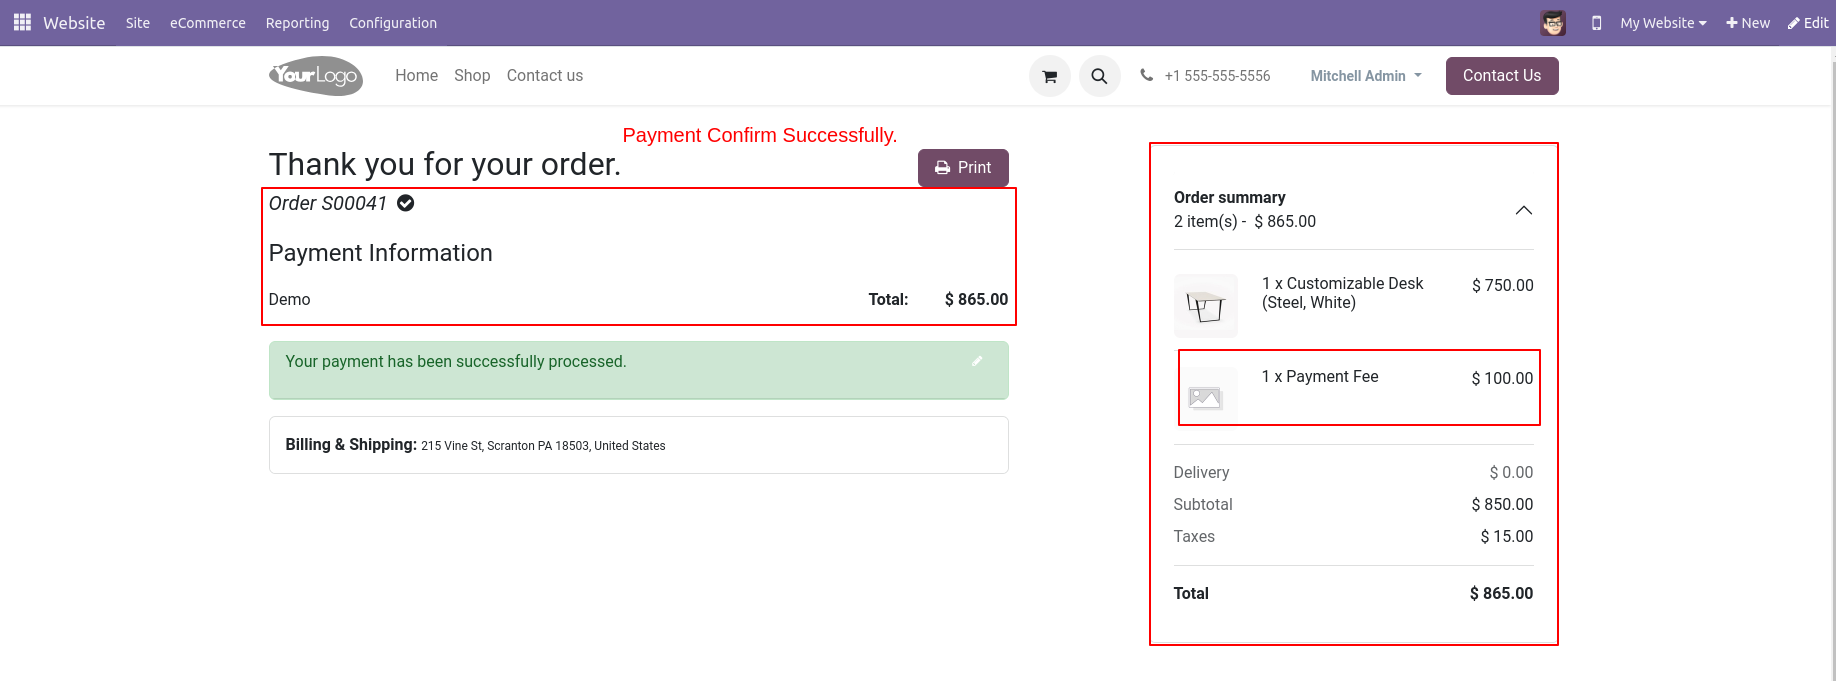 Website Site eCommerce Reporting Configuration My Website New Edit
YourLogo Home Shop Contact us +1 555-555-5556 Mitchell Admin Contact Us
Payment Confirm Successfully.
Thank you for your order.
Print
Order S00041
Payment Information
Demo Total: $ 865.00
Your payment has been successfully processed.
Billing & Shipping: 215 Vine St, Scranton PA 18503, United States
Order summary
2 item(s) - $ 865.00
1 x Customizable Desk $ 750.00
(Steel, White)
1 x Payment Fee $ 100.00
Delivery $ 0.00
Subtotal $ 850.00
Taxes $ 15.00
Total $ 865.00